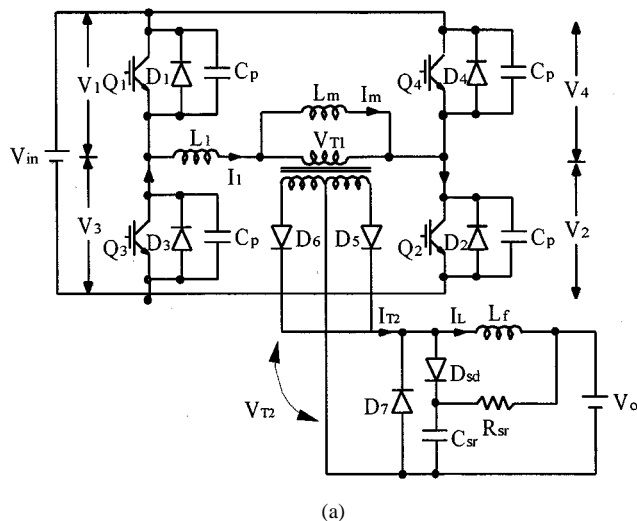 Q1 D1 Cp
V1
Q4 D4 Cp
V4
Lm Im
Vin
L1 VT1
I1
V3
Q3 D3 Cp
D6 D5
Q2 D2 Cp
V2
IT2 IL Lf
VT2
D7
Dsd
Rsr
Csr
Vo
(a)